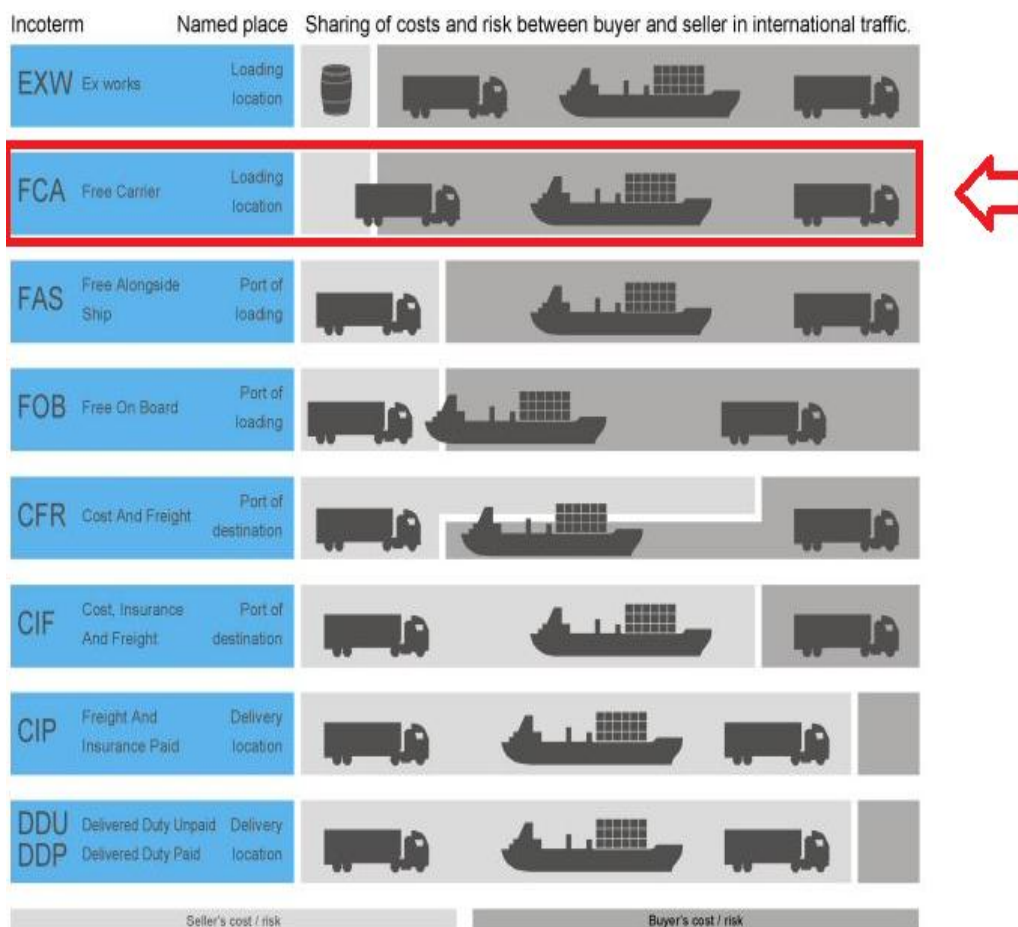 Incoterm Named place Sharing of costs and risk between buyer and seller in international traffic.
EXW Ex works Loading location
FCA Free Carrier Loading location
FAS Free Alongside Ship Port of loading
FOB Free On Board Port of loading
CFR Cost And Freight Port of destination
CIF Cost, Insurance And Freight Port of destination
CIP Freight And Insurance Paid Delivery location
DDU Delivered Duty Unpaid Delivery
DDP Delivered Duty Paid location
Seller's cost / risk Buyer's cost / risk